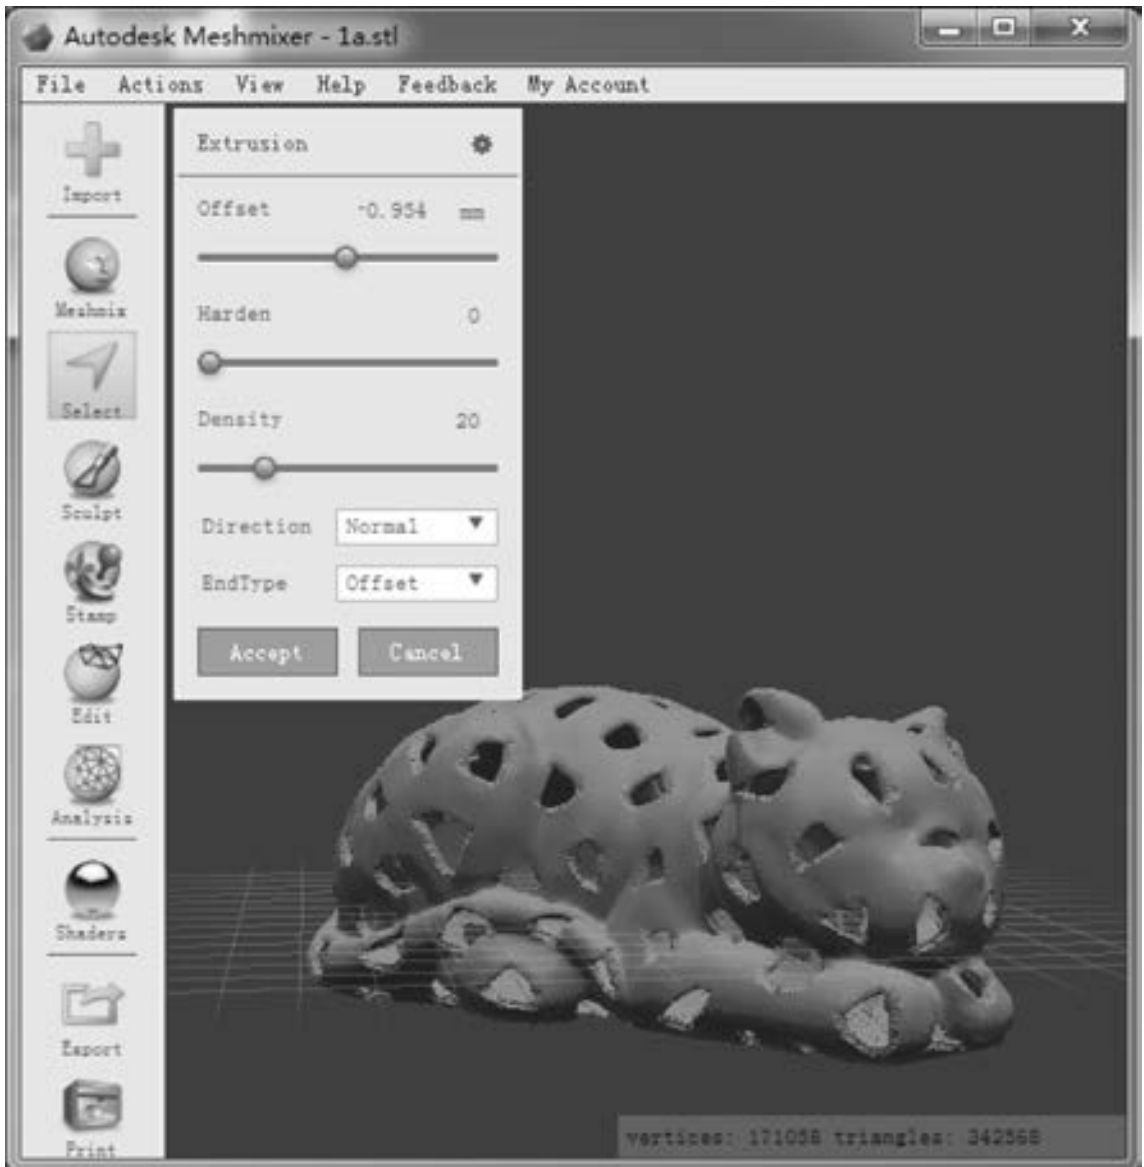 Autodesk Meshmixer - 1a.stl
File Actions View Help Feedback My Account
Import
Meshmix
Select
Sculpt
Stamp
Edit
Analysis
Shaders
Export
Print
Extrusion
Offset -0.954 mm
Harden 0
Density 20
Direction Normal
EndType Offset
Accept Cancel
vertices: 171058 triangles: 342568